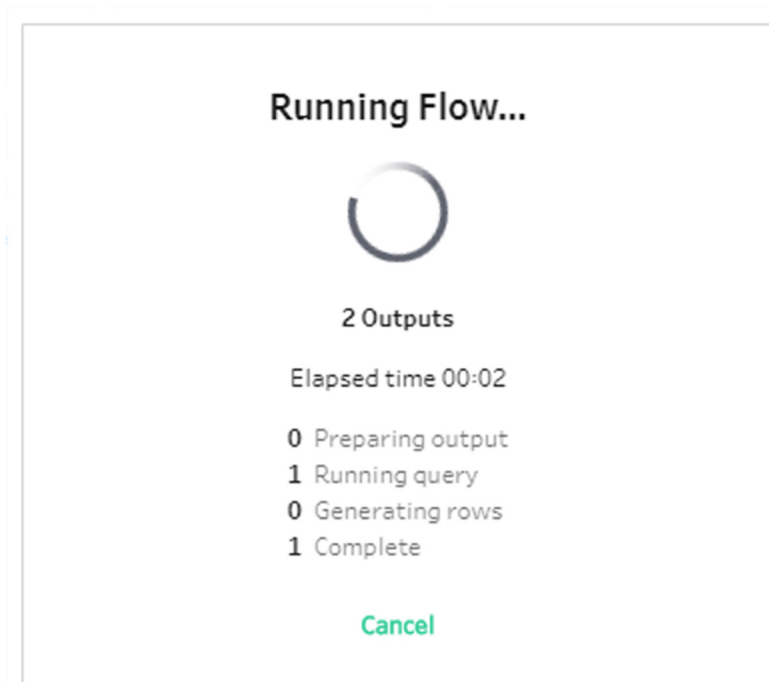 Running Flow...
2 Outputs
Elapsed time 00:02
0 Preparing output
1 Running query
0 Generating rows
1 Complete
Cancel